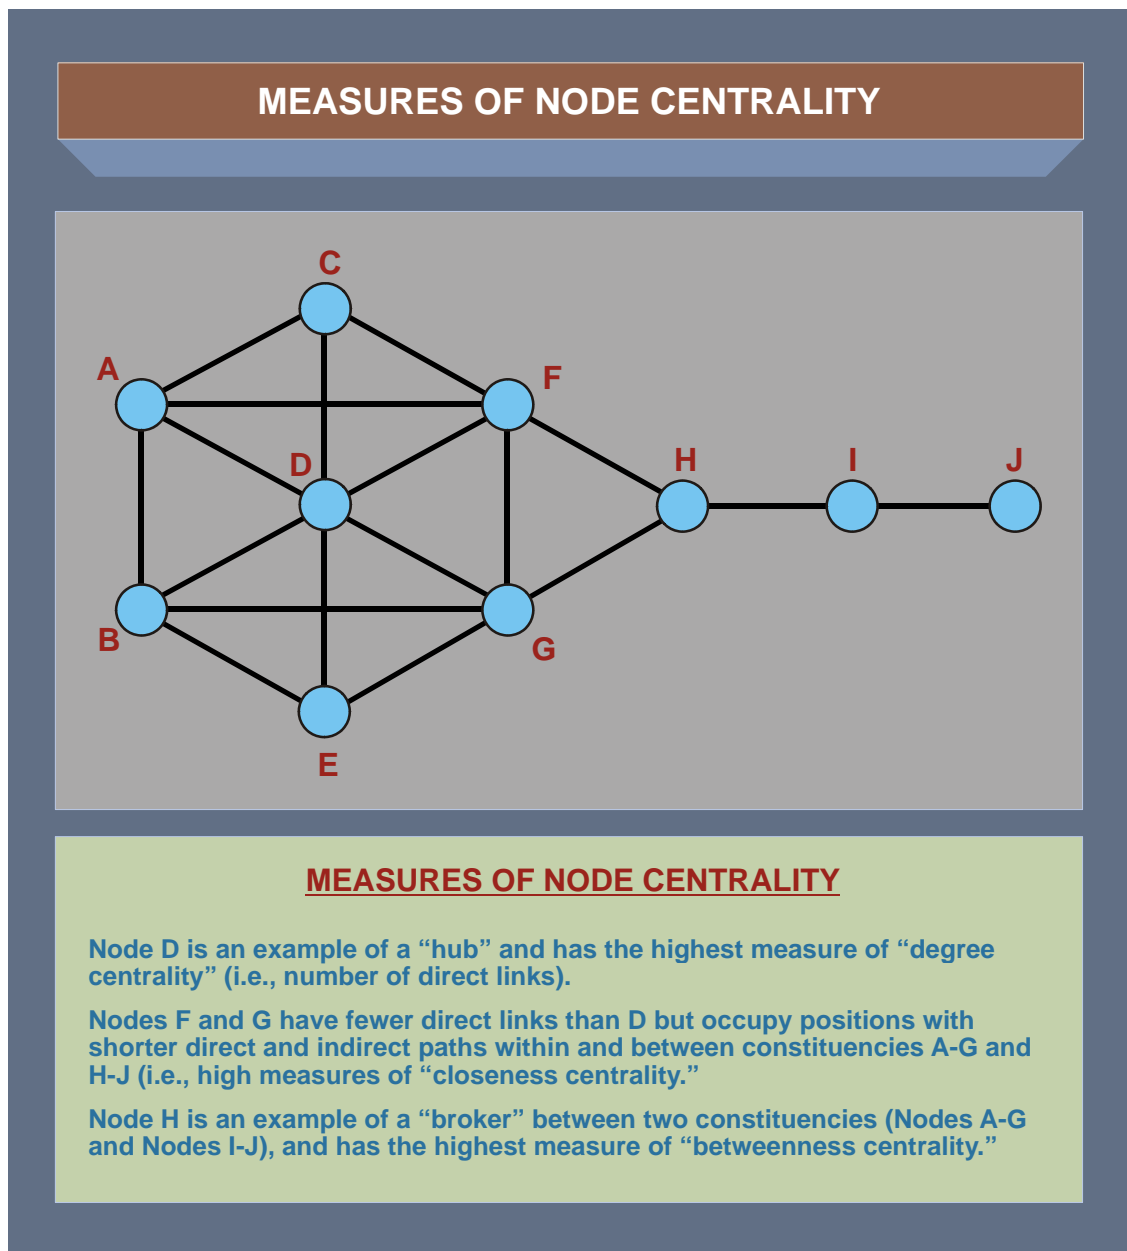 MEASURES OF NODE CENTRALITY
C
A
F
D
H
I
J
B
G
E
MEASURES OF NODE CENTRALITY
Node D is an example of a “hub” and has the highest measure of “degree
centrality” (i.e., number of direct links).
Nodes F and G have fewer direct links than D but occupy positions with
shorter direct and indirect paths within and between constituencies A-G and
H-J (i.e., high measures of “closeness centrality.”
Node H is an example of a “broker” between two constituencies (Nodes A-G
and Nodes I-J), and has the highest measure of “betweenness centrality.”